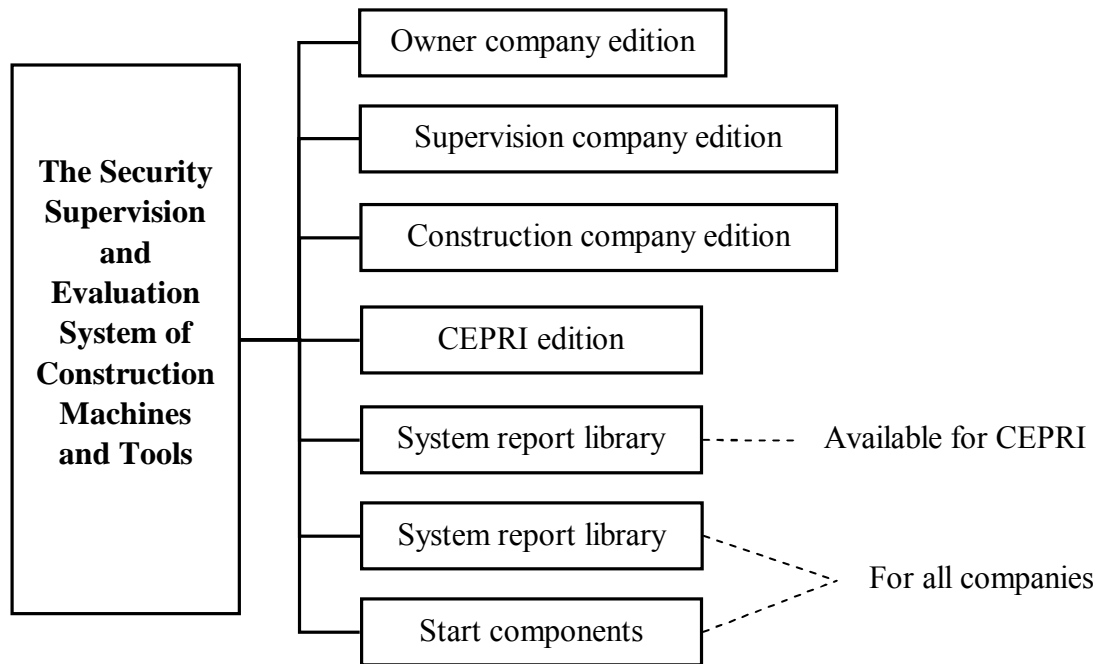 Owner company edition
Supervision company edition
The Security
Supervision
and
Evaluation
System of
Construction
Machines
and Tools
Construction company edition
CEPRI edition
System report library
Available for CEPRI
System report library
For all companies
Start components